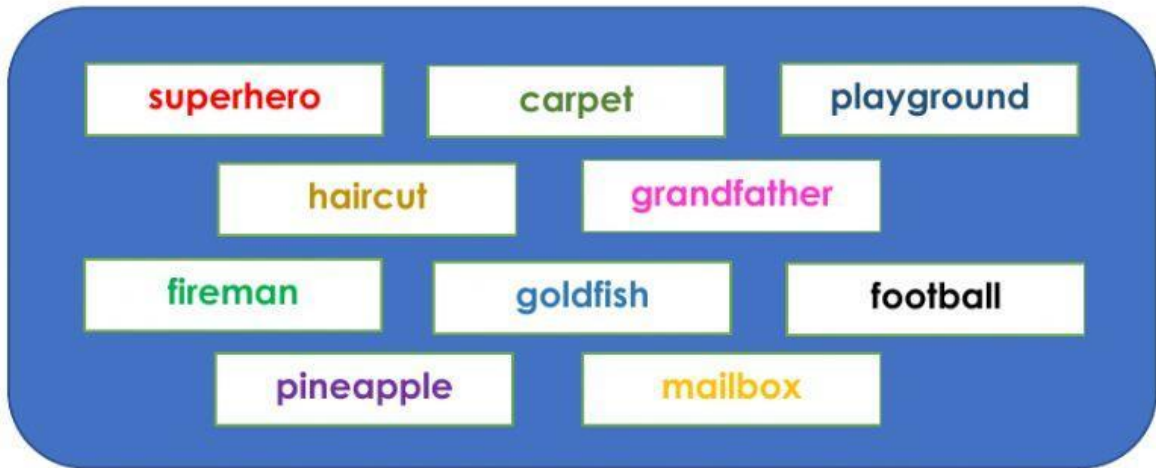 superhero carpet playground
haircut grandfather
fireman goldfish football
pineapple mailbox